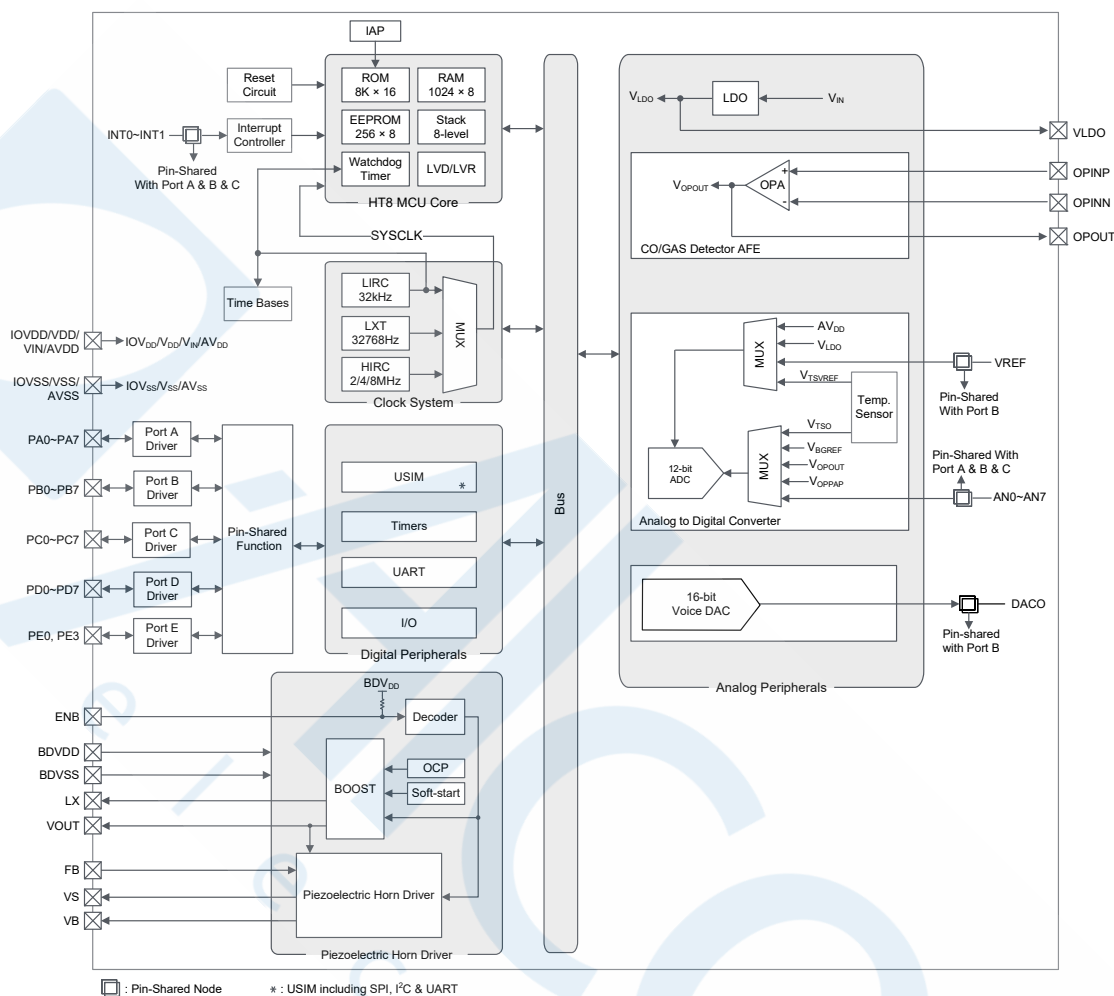 IAP
Reset
Circuit
ROM
8K × 16
RAM
1024 × 8
INT0~INT1
Interrupt
Controller
EEPROM
256 × 8
Stack
8-level
Pin-Shared
With Port A & B & C
Watchdog
Timer
LVD/LVR
HT8 MCU Core
SYSCLK
Time Bases
LIRC
32kHz
LXT
32768Hz
HIRC
2/4/8MHz
MUX
Clock System
IOVDD/VDD/
VIN/AVDD
IOVDD/VDD/VIN/AVDD
IOVSS/VSS/
AVSS
IOVSS/VSS/AVSS
PA0~PA7
Port A
Driver
PB0~PB7
Port B
Driver
PC0~PC7
Port C
Driver
PD0~PD7
Port D
Driver
PE0, PE3
Port E
Driver
Pin-Shared
Function
USIM
*
Timers
UART
I/O
Digital Peripherals
Bus
VLDO
LDO
VIN
VLDO
VOPOUT
OPA
+
-
OPINP
OPINN
OPOUT
CO/GAS Detector AFE
MUX
AVDD
VLDO
VTSVREF
VREF
Pin-Shared
With Port B
Temp.
Sensor
12-bit
ADC
MUX
VTSO
VBGREF
VOPOUT
VOPPAP
Pin-Shared With
Port A & B & C
AN0~AN7
Analog to Digital Converter
16-bit
Voice DAC
DACO
Pin-shared
with Port B
Analog Peripherals
BDVDD
ENB
Decoder
BDVDD
BDVSS
LX
VOUT
BOOST
OCP
Soft-start
FB
VS
VB
Piezoelectric Horn Driver
Piezoelectric Horn Driver
: Pin-Shared Node
* : USIM including SPI, I²C & UART